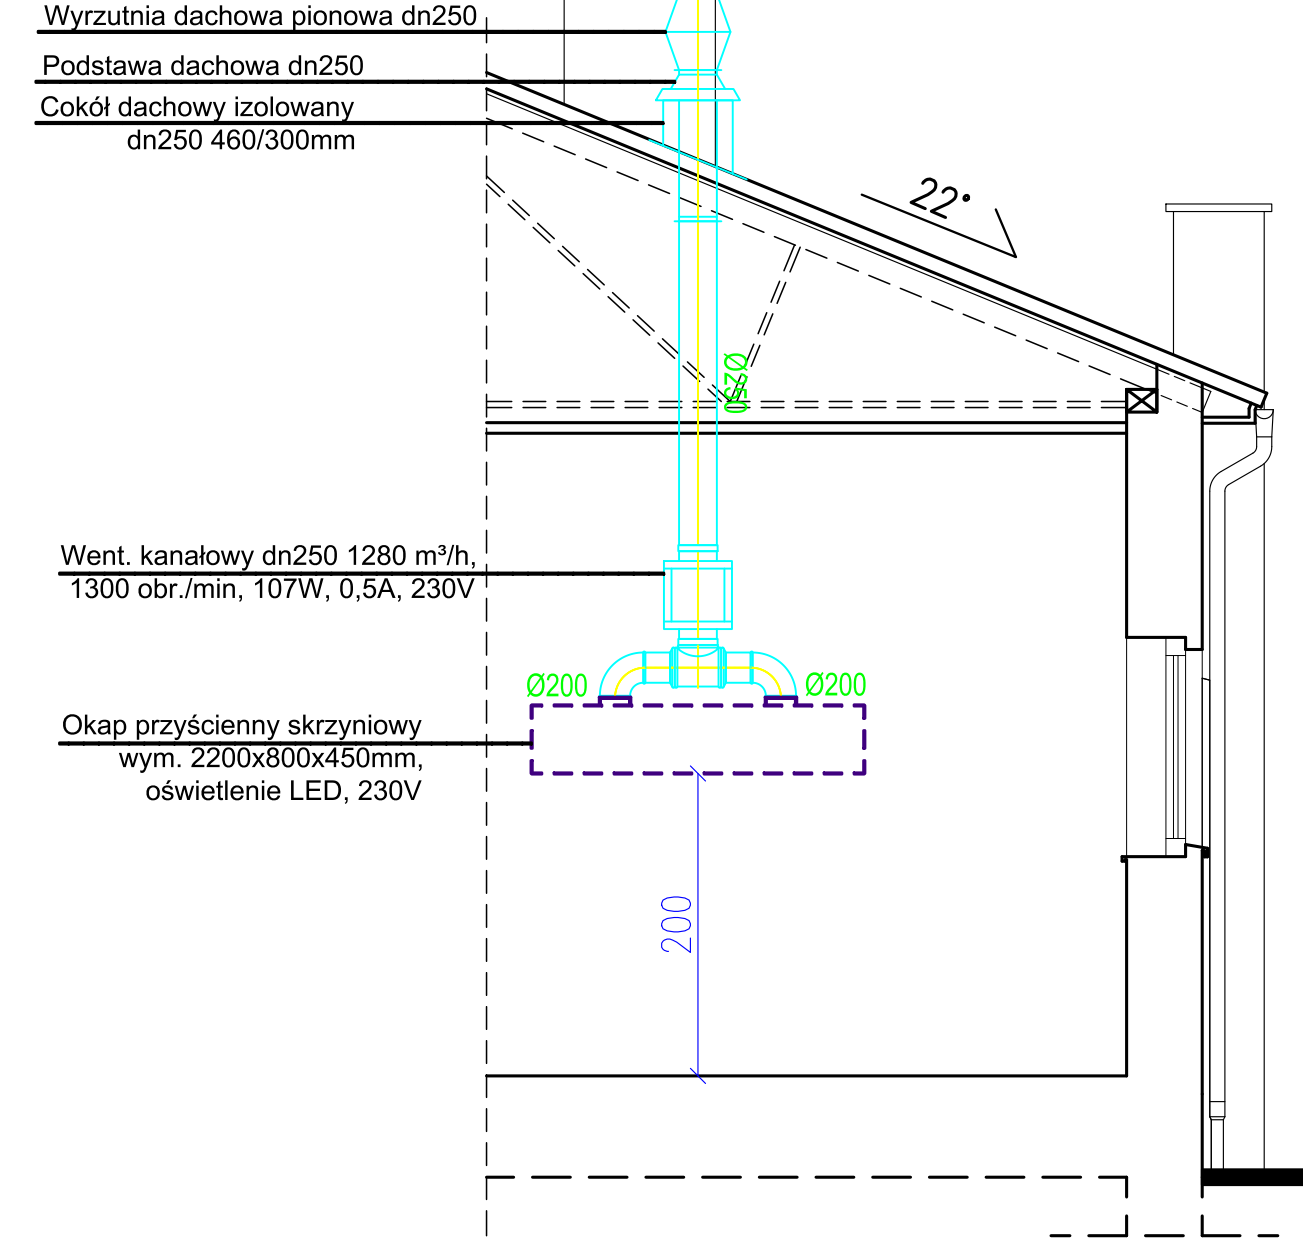 Wyrzutnia dachowa pionowa dn250
Podstawa dachowa dn250
Cokół dachowy izolowany
dn250 460/300mm
22°
Ø250
Went. kanałowy dn250 1280 m³/h,
1300 obr./min, 107W, 0,5A, 230V
Ø200
Ø200
Okap przyścienny skrzyniowy
wym. 2200x800x450mm,
oświetlenie LED, 230V
200